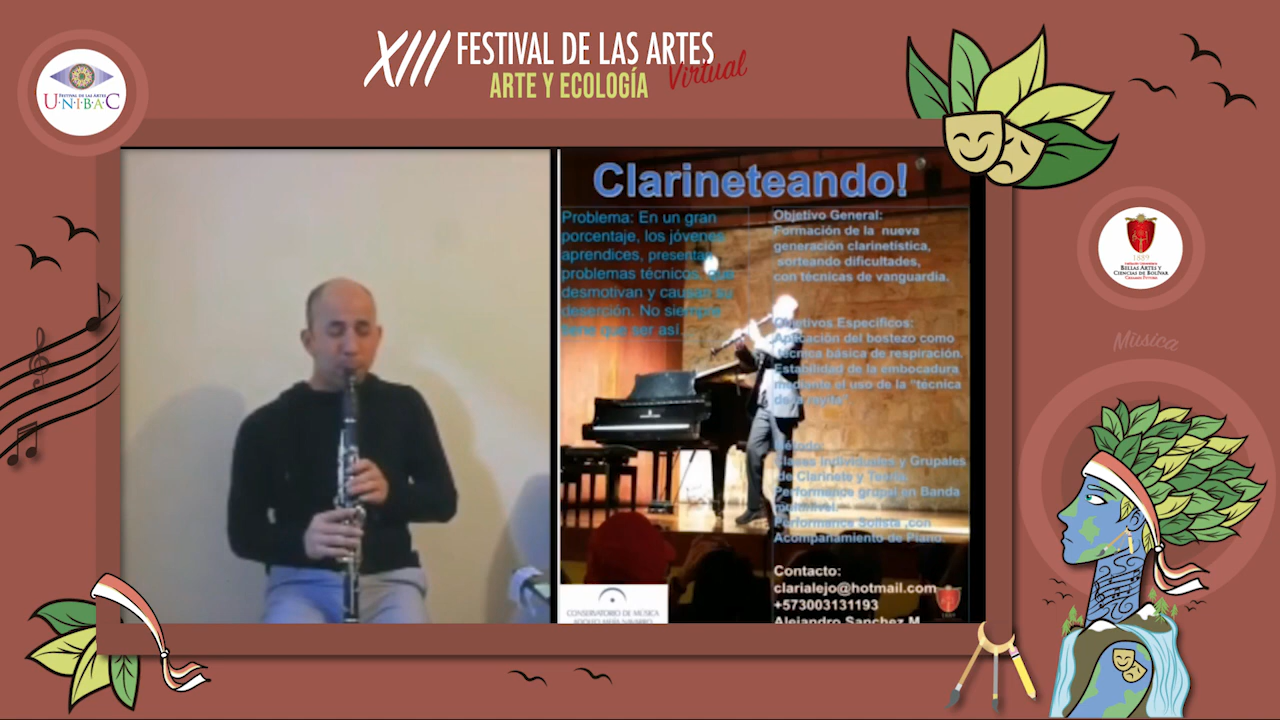 XIII FESTIVAL DE LAS ARTES
Virtual
ARTE Y ECOLOGÍA
FESTIVAL DE LAS ARTES
U·N·I·B·A·C
1889
BELLAS ARTES Y
CIENCIAS DE BOLÍVAR
Música
Clarineteando!
Problema: En un gran
porcentaje, los jóvenes
aprendices, presentan
problemas técnicos, que
desmotivan y causan su
deserción. No siempre
tiene que ser así.
Objetivo General:
Formación de la nueva
generación clarinetística,
sorteando dificultades,
con técnicas de vanguardia.
Objetivos Específicos:
Aplicación del bostezo como
técnica básica de respiración.
Estabilidad de la embocadura
mediante el uso de la “técnica
Método:
Clases individuales y Grupales
de Clarinete y Teoría.
Performance grupal en Banda
Performance Solista ,con
Acompañamiento de Piano.
Contacto:
clarialejo@hotmail.com
+573003131193
Alejandro Sanchez M
CONSERVATORIO DE MÚSICA
ADOLFO MEJÍA NAVARRO